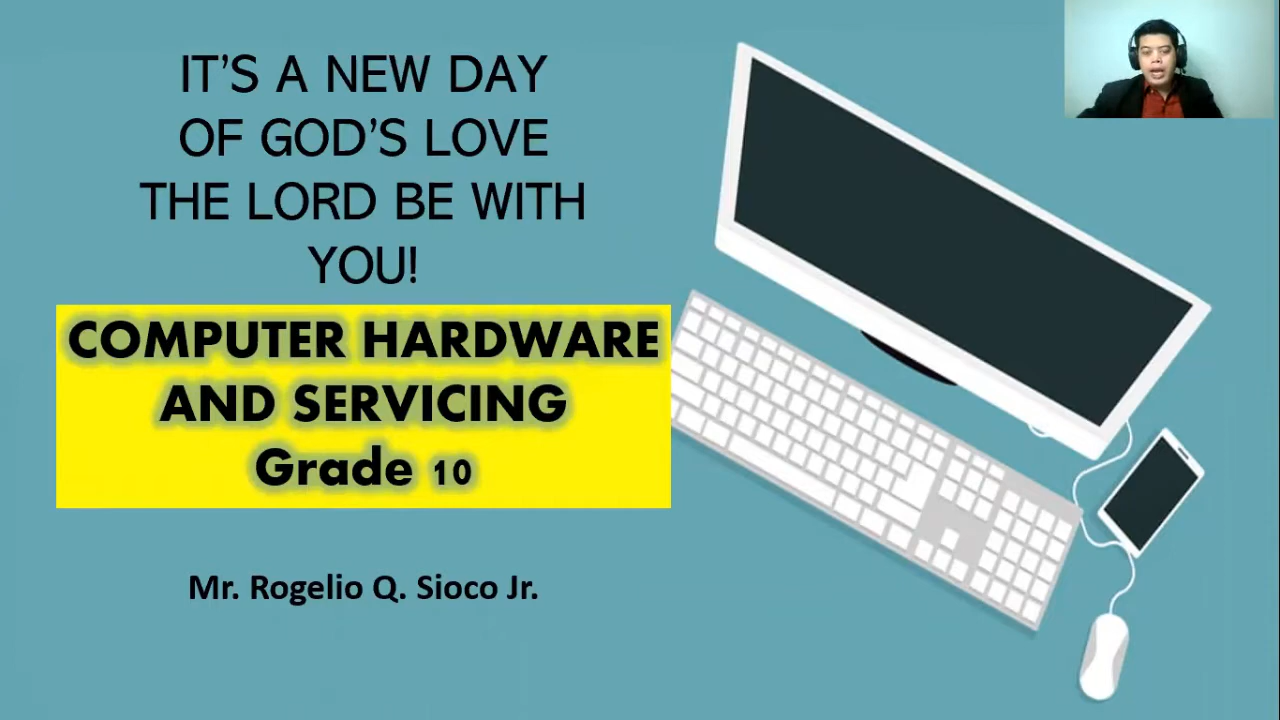 IT’S A NEW DAY
OF GOD’S LOVE
THE LORD BE WITH
YOU!
COMPUTER HARDWARE
AND SERVICING
Grade 10
Mr. Rogelio Q. Sioco Jr.